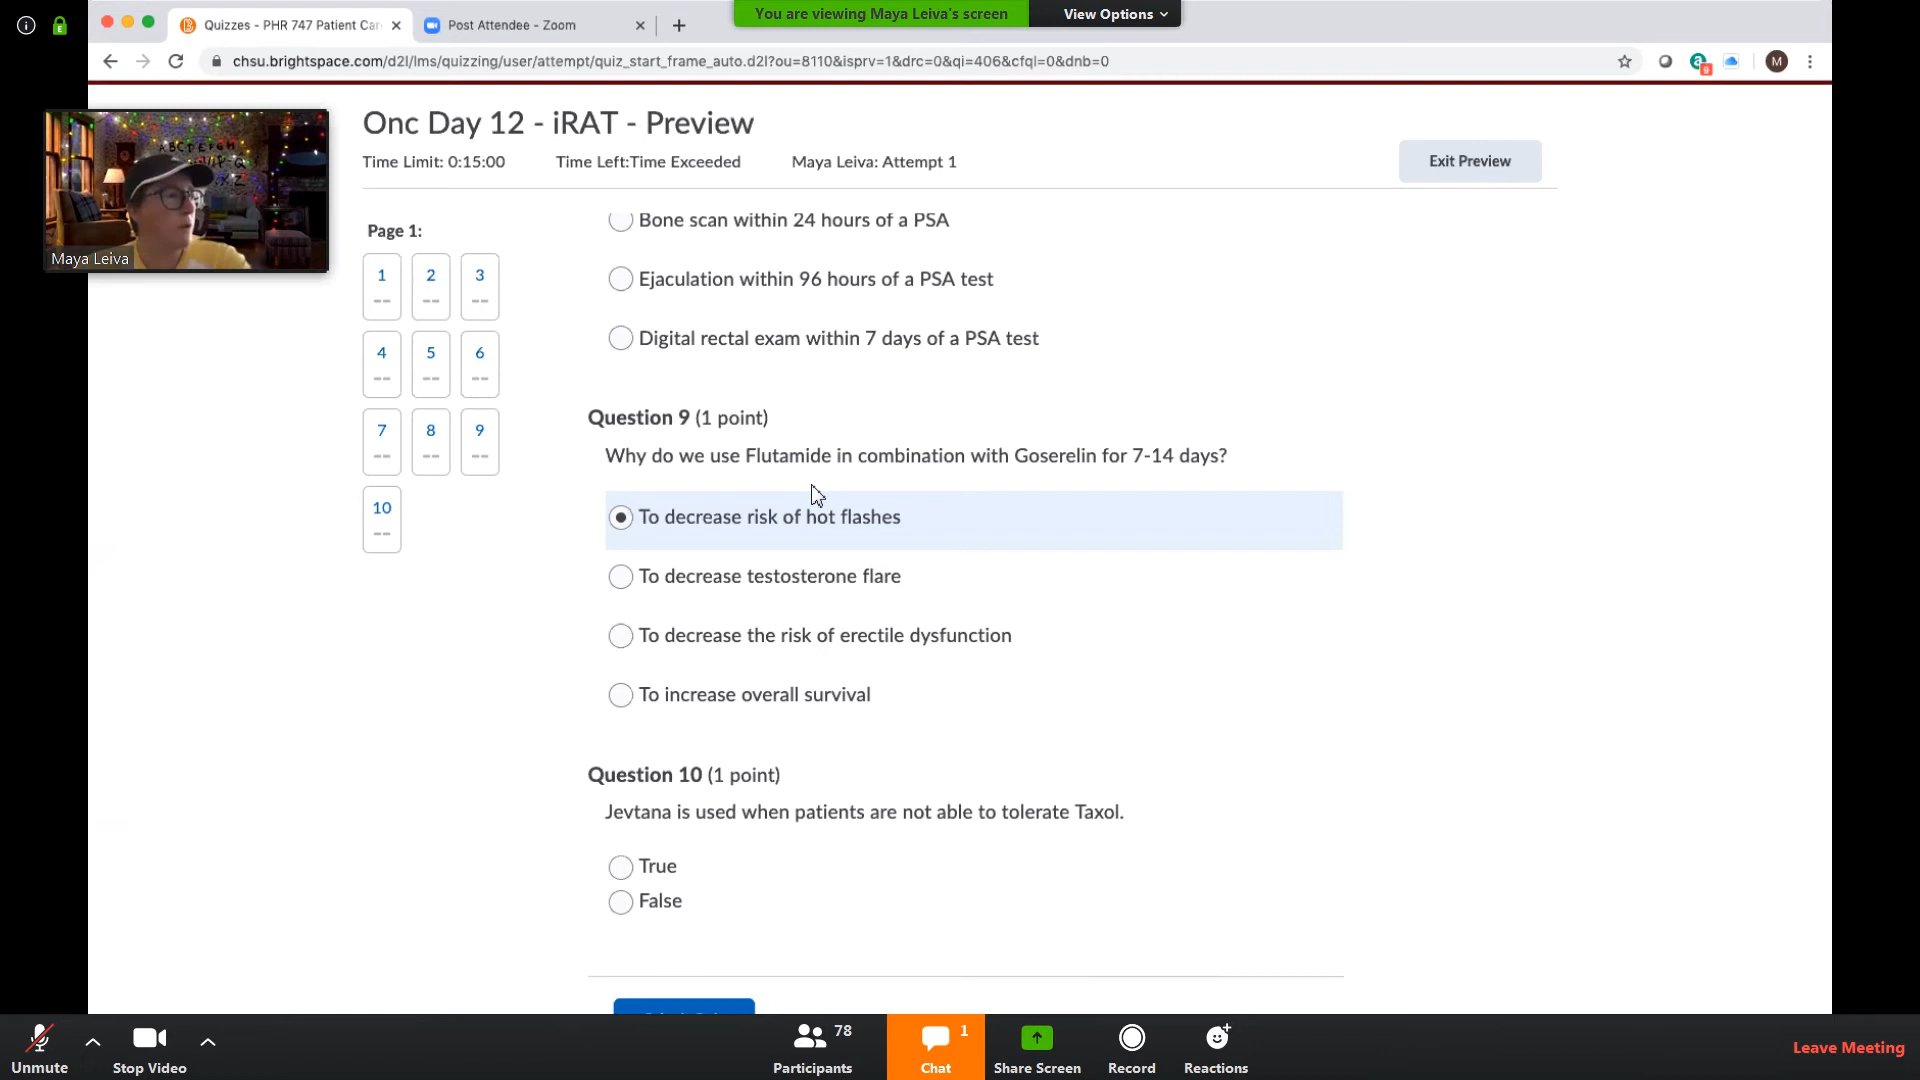 Quizzes - PHR 747 Patient Car
Post Attendee - Zoom
You are viewing Maya Leiva's screen
View Options
chsu.brightspace.com/d2l/lms/quizzing/user/attempt/quiz_start_frame_auto.d2l?ou=8110&isprv=1&drc=0&qi=406&cfql=0&dnb=0
M
9
Maya Leiva
Onc Day 12 - iRAT - Preview
Time Limit: 0:15:00 Time Left:Time Exceeded Maya Leiva: Attempt 1
Exit Preview
Page 1:
1 2 3
-- -- --
4 5 6
-- -- --
7 8 9
-- -- --
10
--
Bone scan within 24 hours of a PSA
Ejaculation within 96 hours of a PSA test
Digital rectal exam within 7 days of a PSA test
Question 9 (1 point)
Why do we use Flutamide in combination with Goserelin for 7-14 days?
To decrease risk of hot flashes
To decrease testosterone flare
To decrease the risk of erectile dysfunction
To increase overall survival
Question 10 (1 point)
Jevtana is used when patients are not able to tolerate Taxol.
True
False
Unmute
Stop Video
78
Participants
1
Chat
Share Screen
Record
Reactions
Leave Meeting